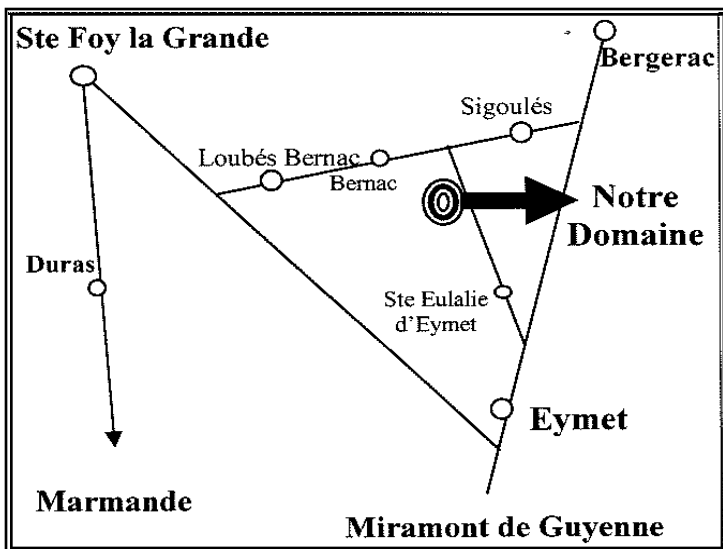 Ste Foy la Grande
Bergerac
Sigoulés
Loubés Bernac
Bernac
Notre
Domaine
Duras
Ste Eulalie
d'Eymet
Eymet
Marmande
Miramont de Guyenne